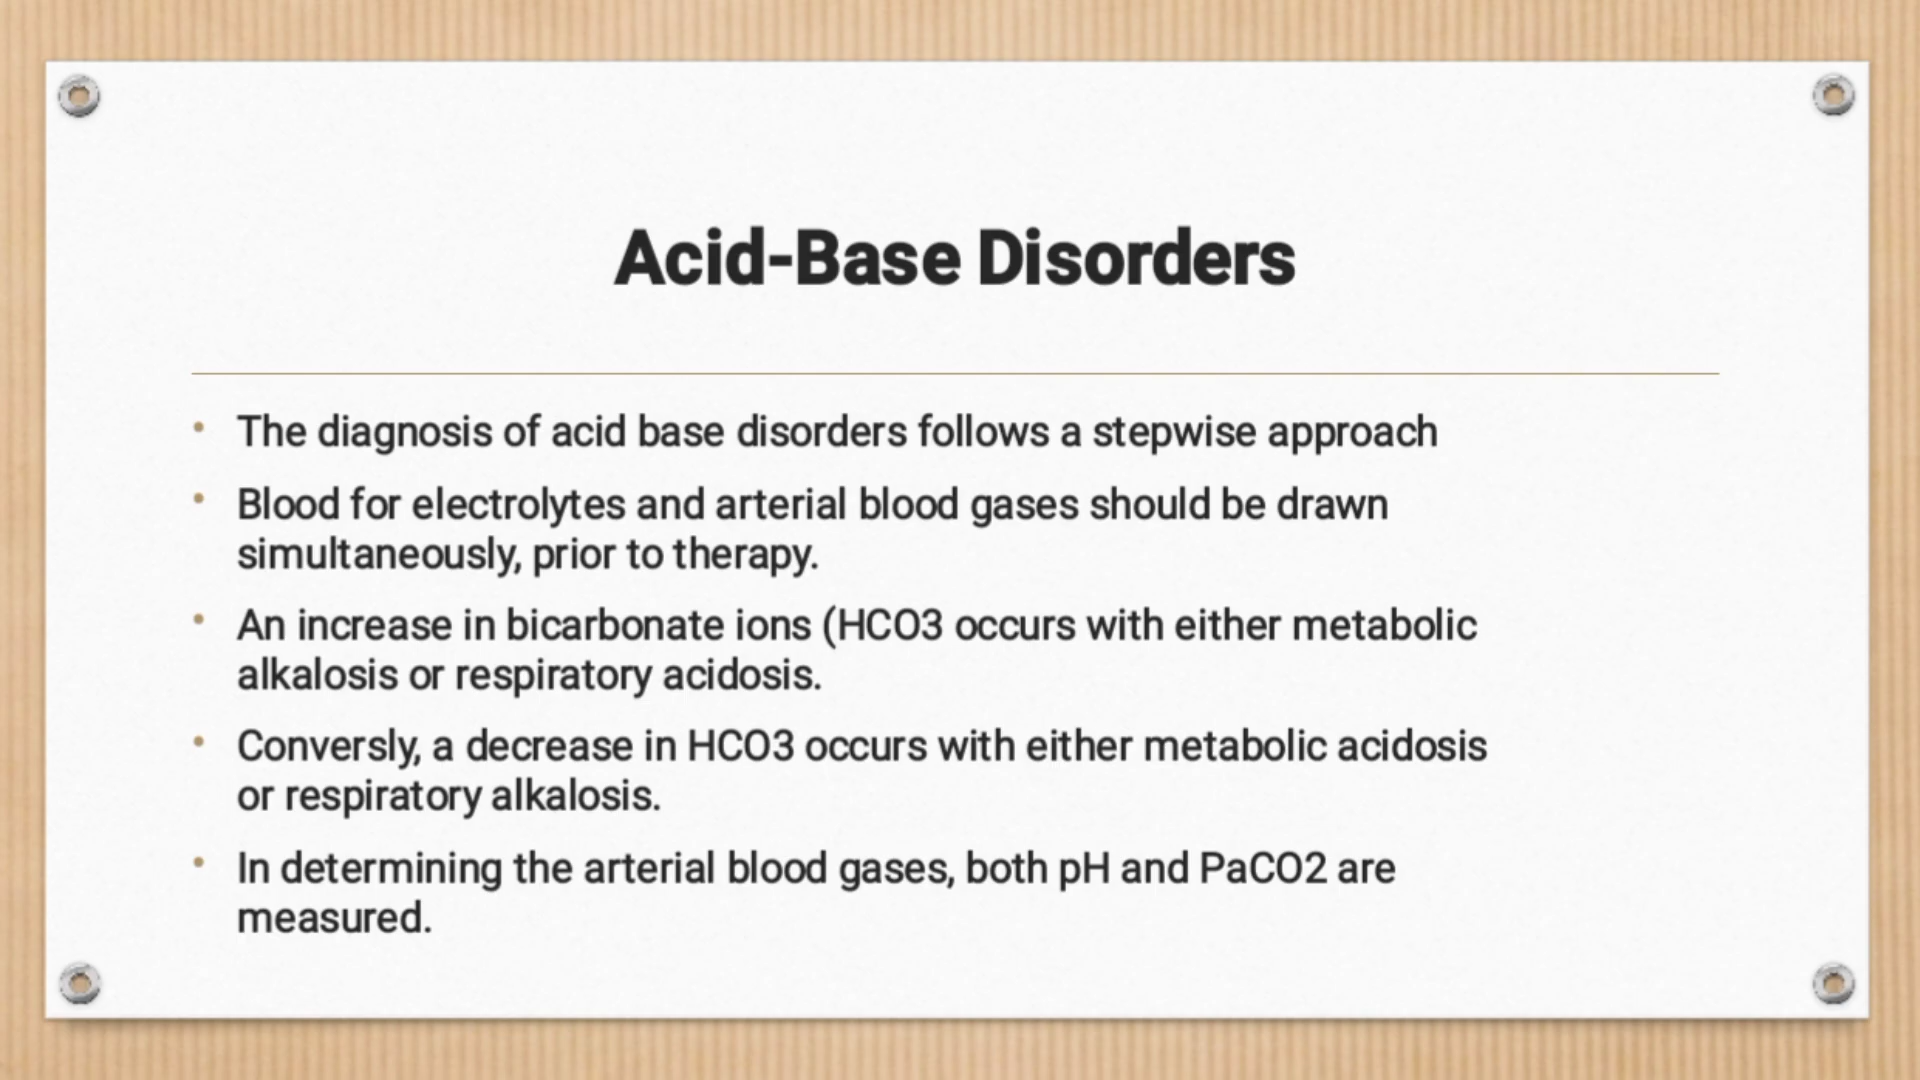 Acid-Base Disorders
• The diagnosis of acid base disorders follows a stepwise approach
• Blood for electrolytes and arterial blood gases should be drawn
simultaneously, prior to therapy.
• An increase in bicarbonate ions (HCO3 occurs with either metabolic
alkalosis or respiratory acidosis.
• Conversly, a decrease in HCO3 occurs with either metabolic acidosis
or respiratory alkalosis.
• In determining the arterial blood gases, both pH and PaCO2 are
measured.